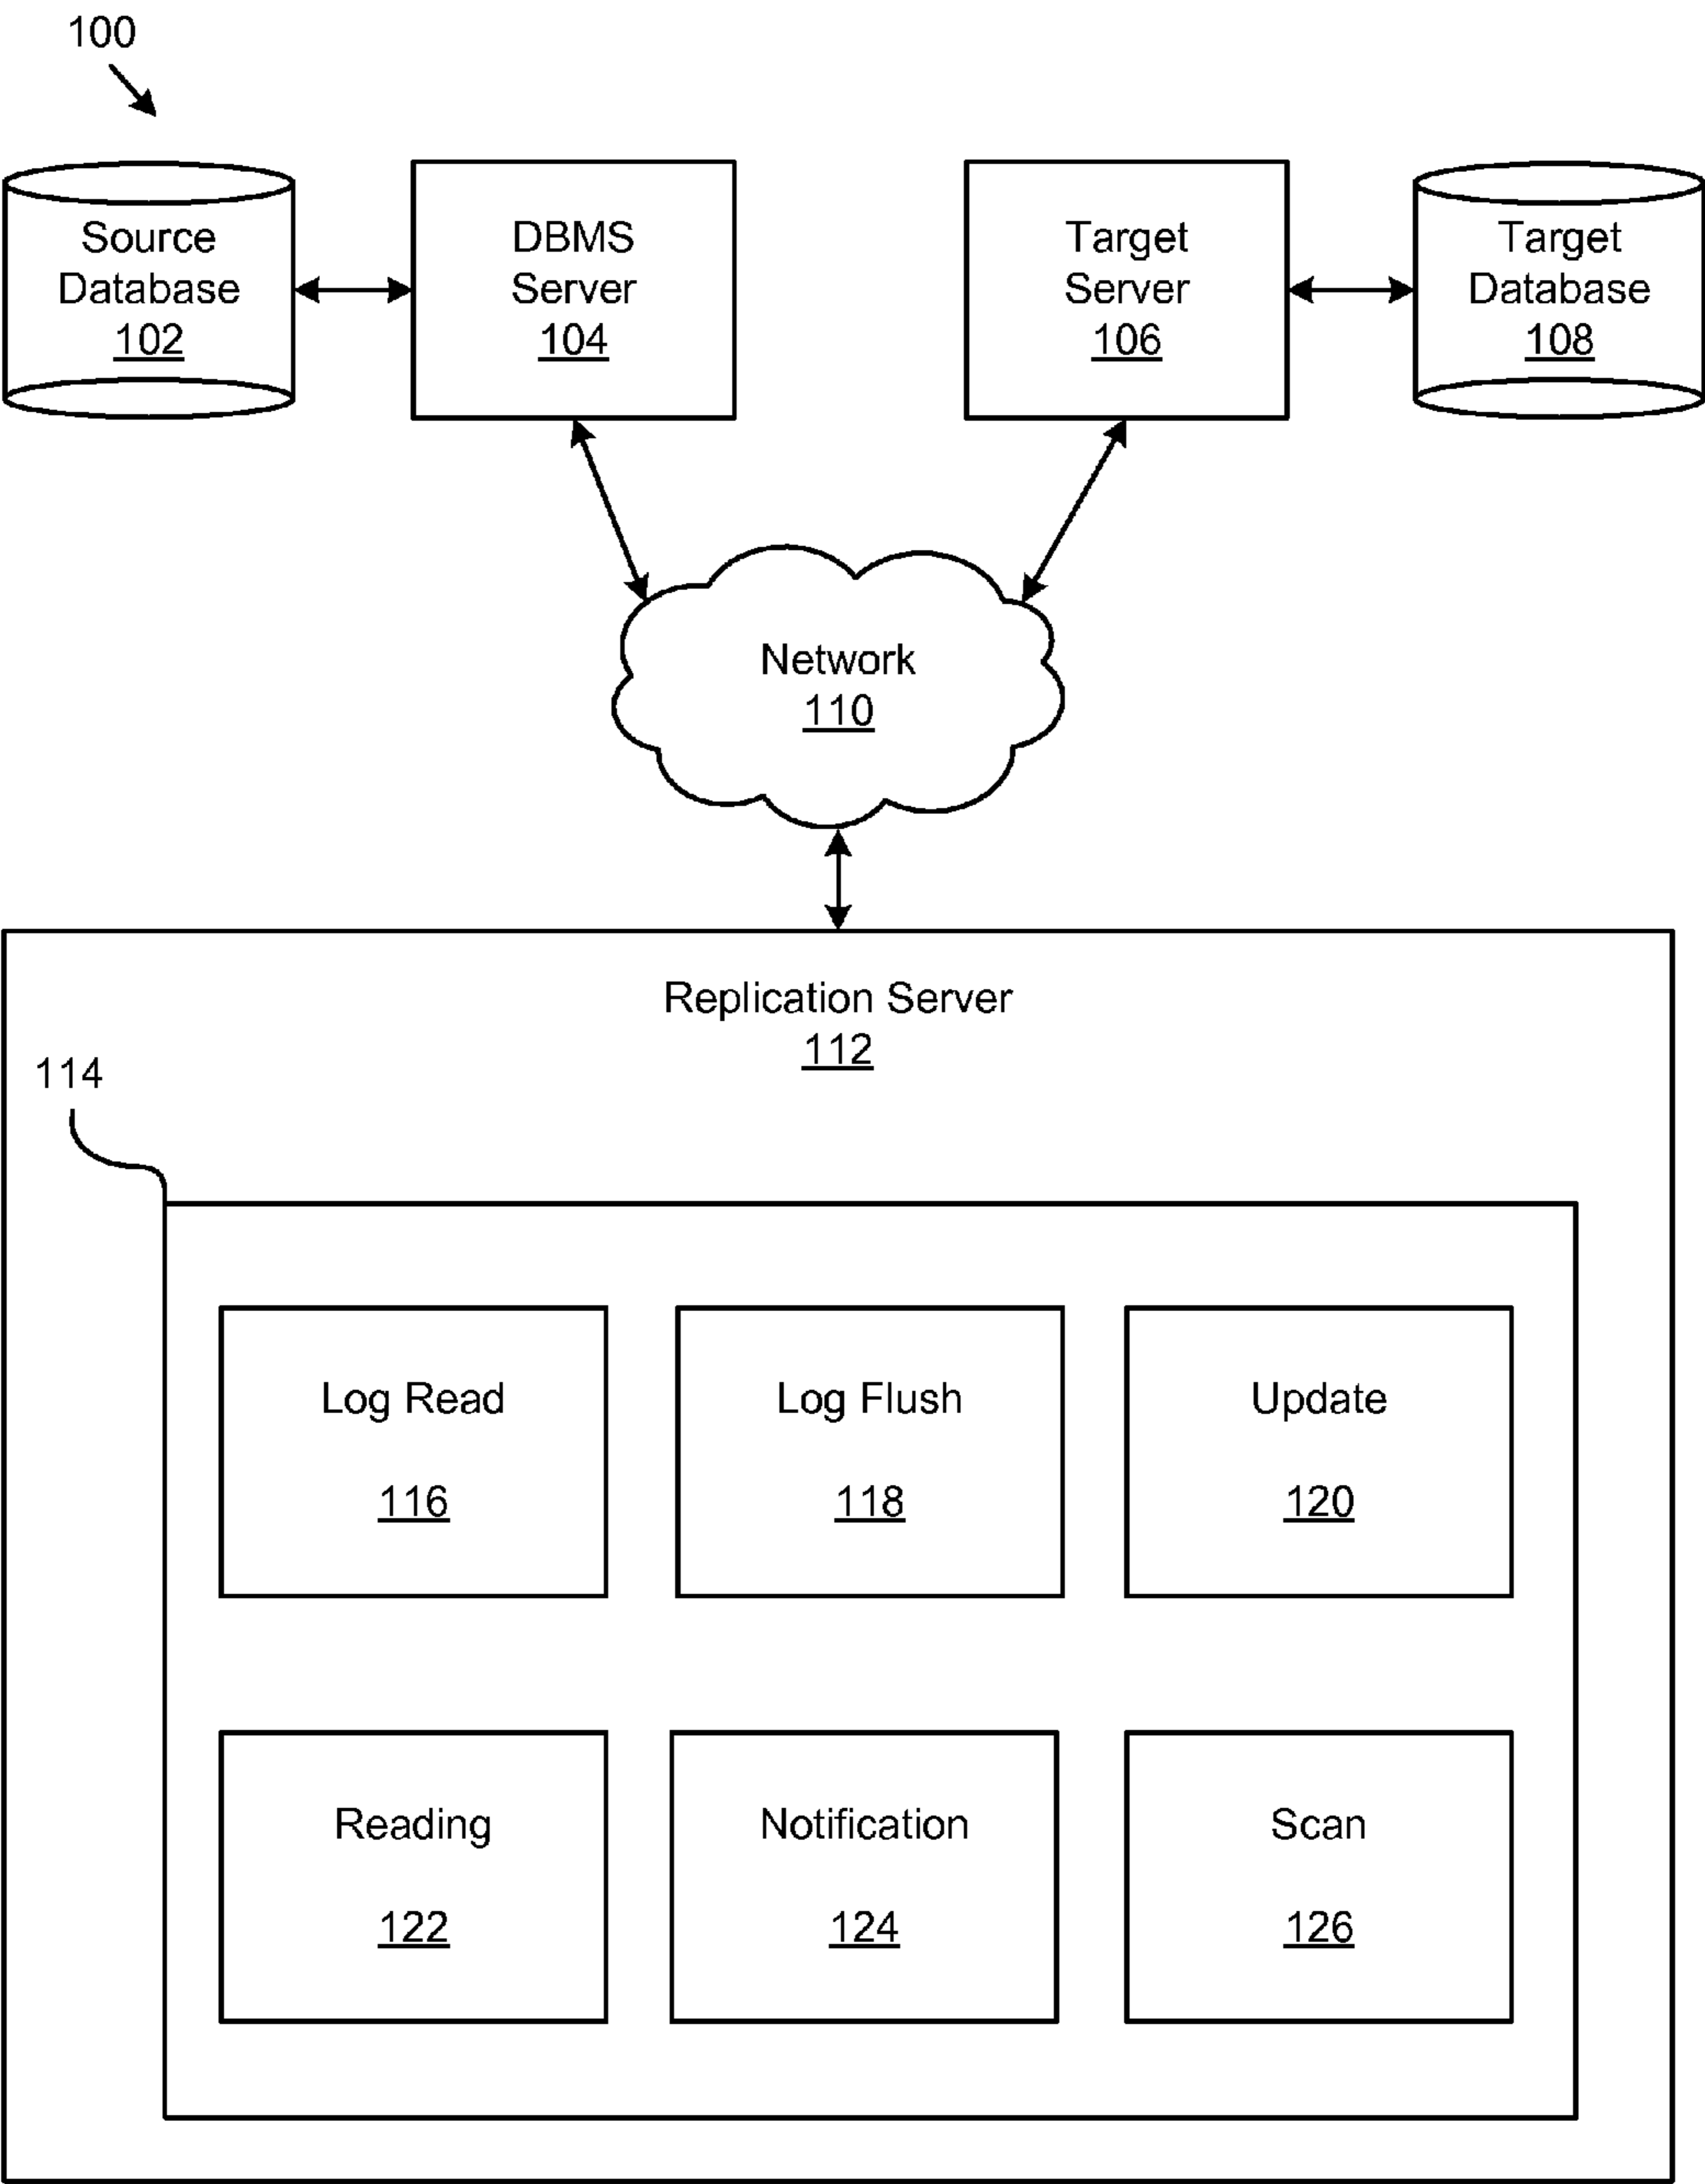 100
Source
Database
102
DBMS
Server
104
Target
Server
106
Target
Database
108
Network
110
Replication Server
112
114
Log Read
116
Log Flush
118
Update
120
Reading
122
Notification
124
Scan
126